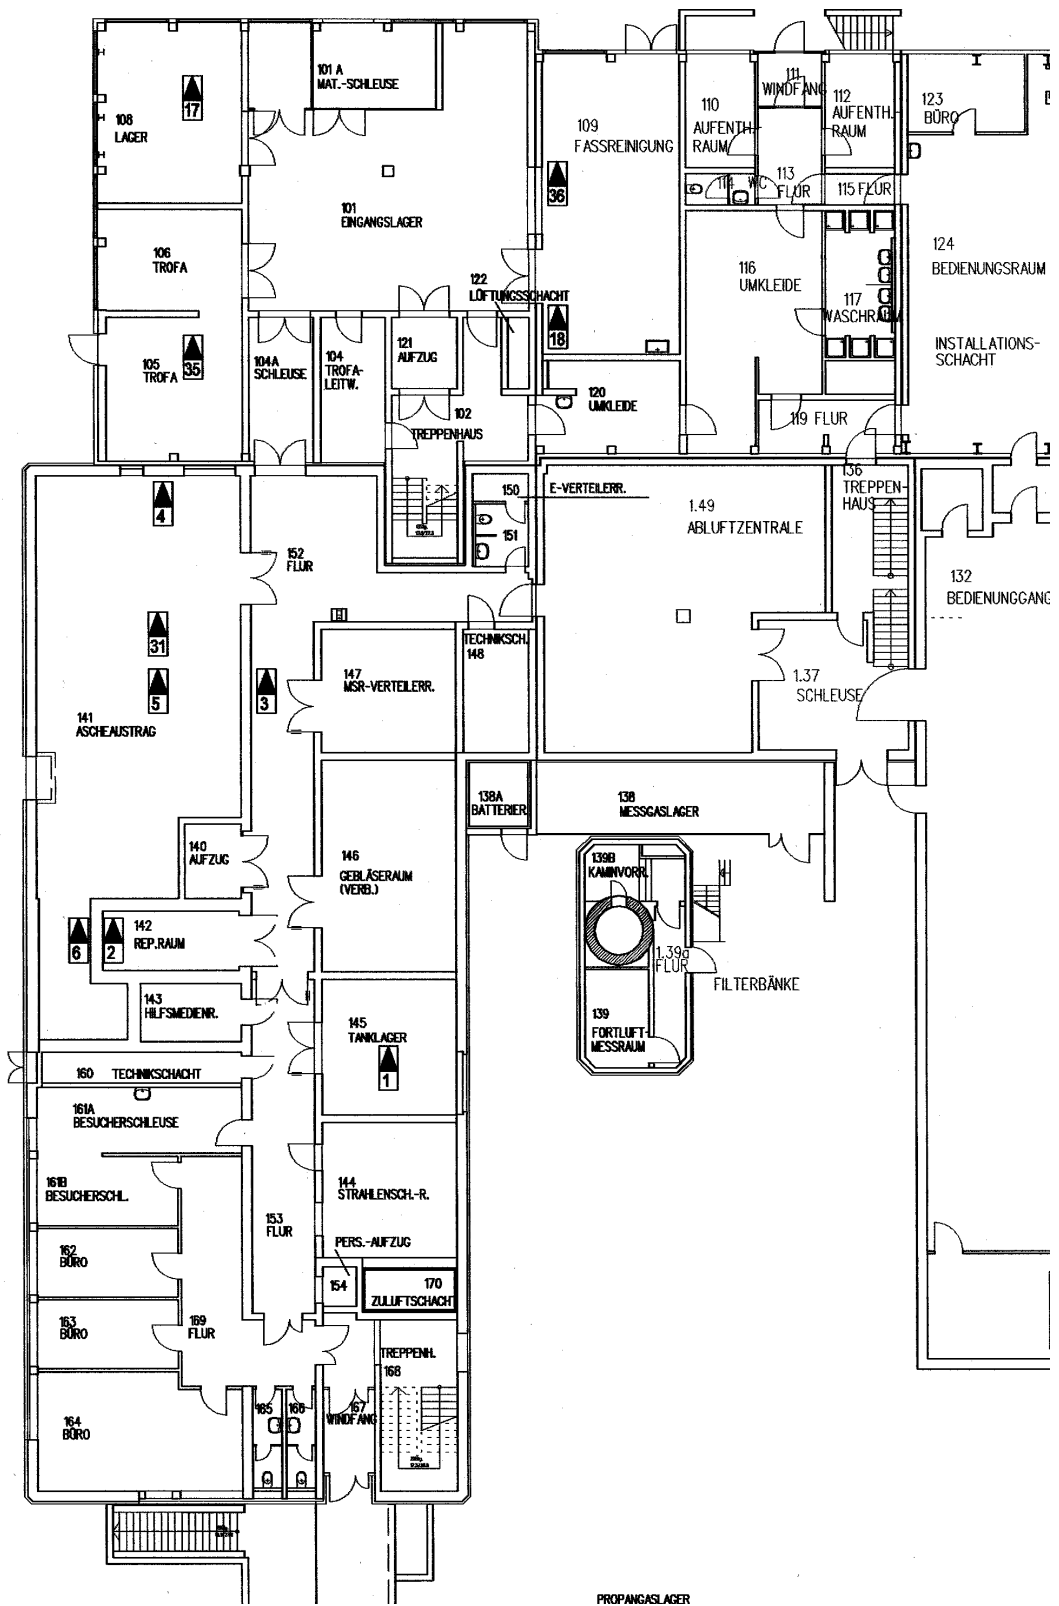 101 A
MAT.-SCHLEUSE
17
108
LAGER
109
FASSREINIGUNG
110
AUFENTH.
RAUM
111
WINDFANG
112
AUFENTH.
RAUM
123
BÜRO
36
114 WC
113
FLUR
115 FLUR
101
EINGANGSLAGER
106
TROFA
122
LÜFTUNGSSCHACHT
116
UMKLEIDE
124
BEDIENUNGSRAUM
117
WASCHRAUM
18
35
105
TROFA
104A
SCHLEUSE
104
TROFA-
LEITW.
121
AUFZUG
INSTALLATIONS-
SCHACHT
120
UMKLEIDE
102
TREPPENHAUS
119 FLUR
4
150
E-VERTEILERR.
136
TREPPEN-
HAUS
1.49
ABLUFTZENTRALE
151
152
FLUR
132
BEDIENUNGGANG
31
TECHNIKSCH.
148
5
3
147
MSR-VERTEILERR.
1.37
SCHLEUSE
141
ASCHEAUSTRAG
138A
BATTERIER.
138
MESSGASLAGER
140
AUFZUG
146
GEBLÄSERAUM
(VERB.)
139B
KAMINVORR.
6
2
142
REP.RAUM
1.39a
FLUR
FILTERBÄNKE
143
HILFSMEDIENR.
145
TANKLAGER
139
FORTLUFT-
MESSRAUM
1
160 TECHNIKSCHACHT
161A
BESUCHERSCHLEUSE
161B
BESUCHERSCHL.
144
STRAHLENSCH.-R.
153
FLUR
PERS.-AUFZUG
162
BÜRO
154
170
ZULUFTSCHACHT
163
BÜRO
169
FLUR
TREPPENH.
168
164
BÜRO
165
166
167
WINDFANG
PROPANGASLAGER